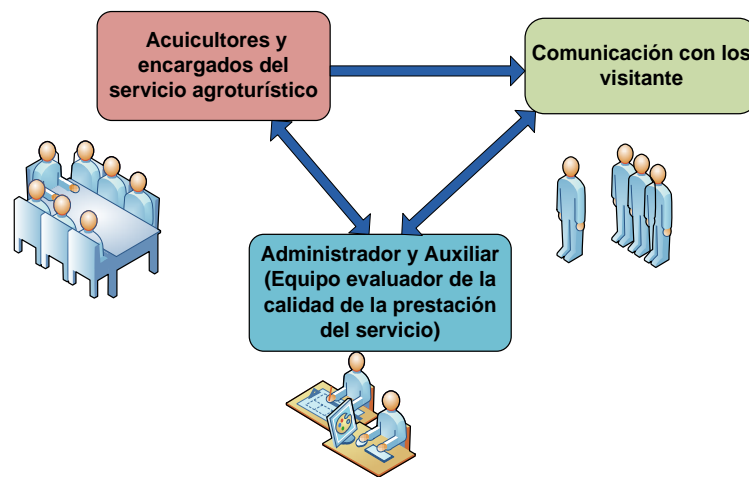 Acuicultores y
encargados del
servicio agroturístico
Comunicación con los
visitante
Administrador y Auxiliar
(Equipo evaluador de la
calidad de la prestación
del servicio)